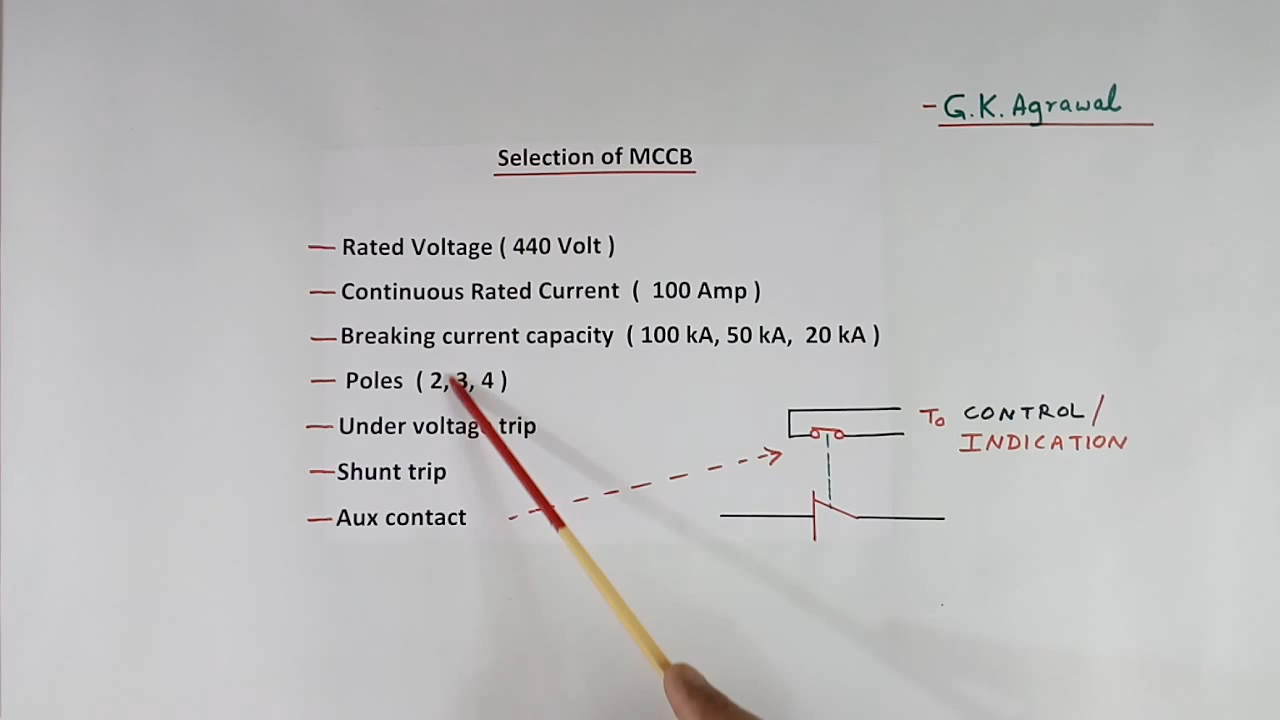 - G.K. Agrawal
Selection of MCCB
— Rated Voltage ( 440 Volt )
— Continuous Rated Current ( 100 Amp )
— Breaking current capacity ( 100 kA, 50 kA, 20 kA )
— Poles ( 2, 3, 4 )
— Under voltage trip
— Shunt trip
— Aux contact
To CONTROL/
INDICATION